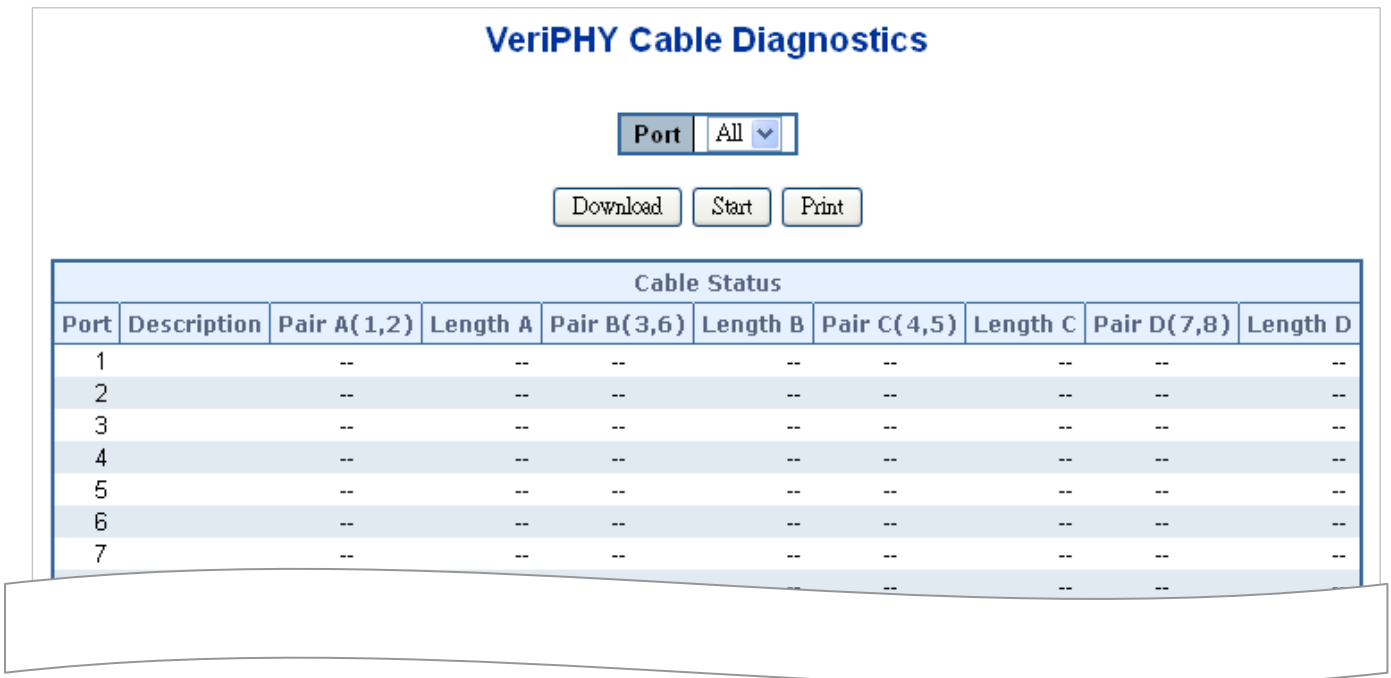 VeriPHY Cable Diagnostics
Port All
Download Start Print
Cable Status
Port Description Pair A(1,2) Length A Pair B(3,6) Length B Pair C(4,5) Length C Pair D(7,8) Length D
1 -- -- -- -- -- -- -- --
2 -- -- -- -- -- -- -- --
3 -- -- -- -- -- -- -- --
4 -- -- -- -- -- -- -- --
5 -- -- -- -- -- -- -- --
6 -- -- -- -- -- -- -- --
7 -- -- -- -- -- -- -- --
-- -- -- -- --